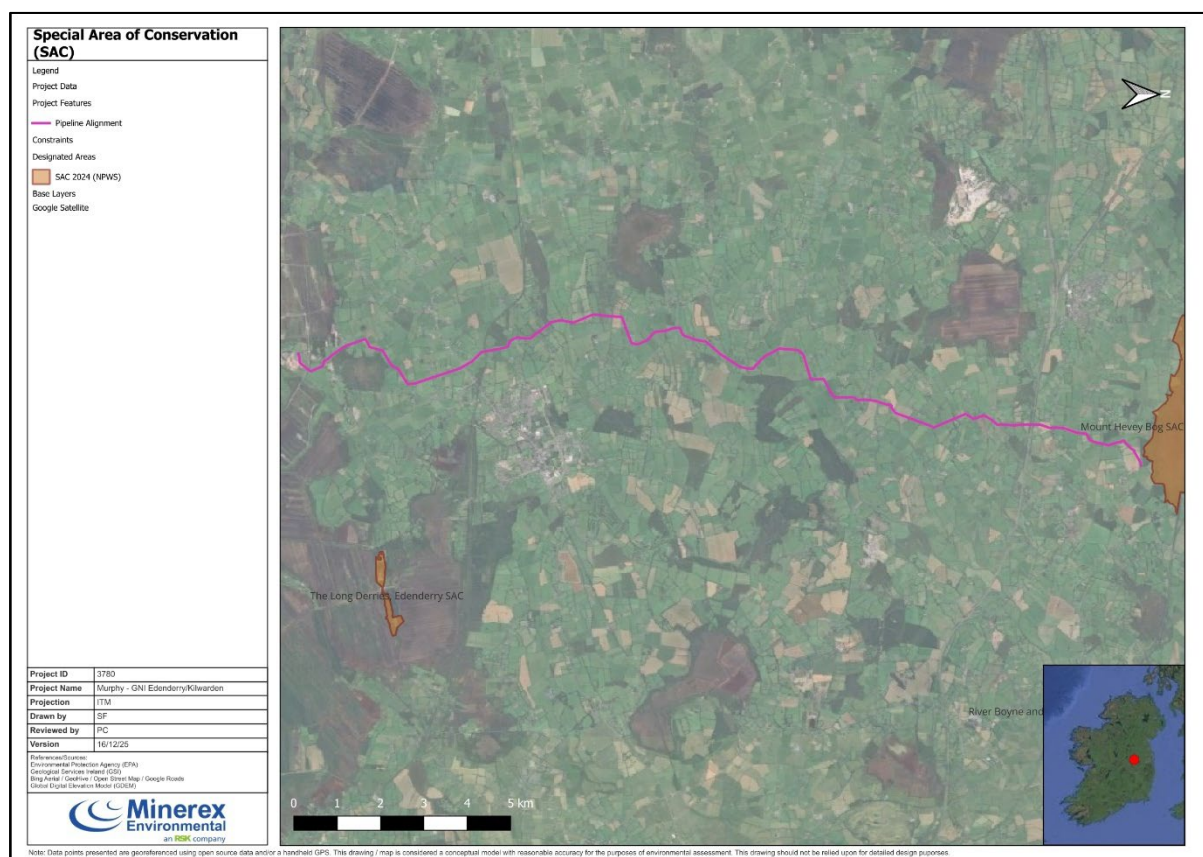 Special Area of Conservation
(SAC)
Legend
Project Data
Project Features
Pipeline Alignment
Constraints
Designated Areas
SAC 2024 (NPWS)
Base Layers
Google Satellite
N
Mount Hevey Bog SAC
The Long Derries, Edenderry SAC
River Boyne and
0 1 2 3 4 5 km
Project ID 3780
Project Name Murphy - GNI Edenderry/Kilwarden
Projection ITM
Drawn by SF
Reviewed by PC
Version 16/12/25
References/Sources:
Environmental Protection Agency (EPA)
Geological Services Ireland (GSI)
Bing Aerial / GeoHive / Open Street Map / Google Roads
Global Digital Elevation Model (GDEM)
Minerex
Environmental
an RSK company
Note: Data points presented are georeferenced using open source data and/or a handheld GPS. This drawing / map is considered a conceptual model with reasonable accuracy for the purposes of environmental assessment. This drawing should not be relied upon for detailed design puporses.